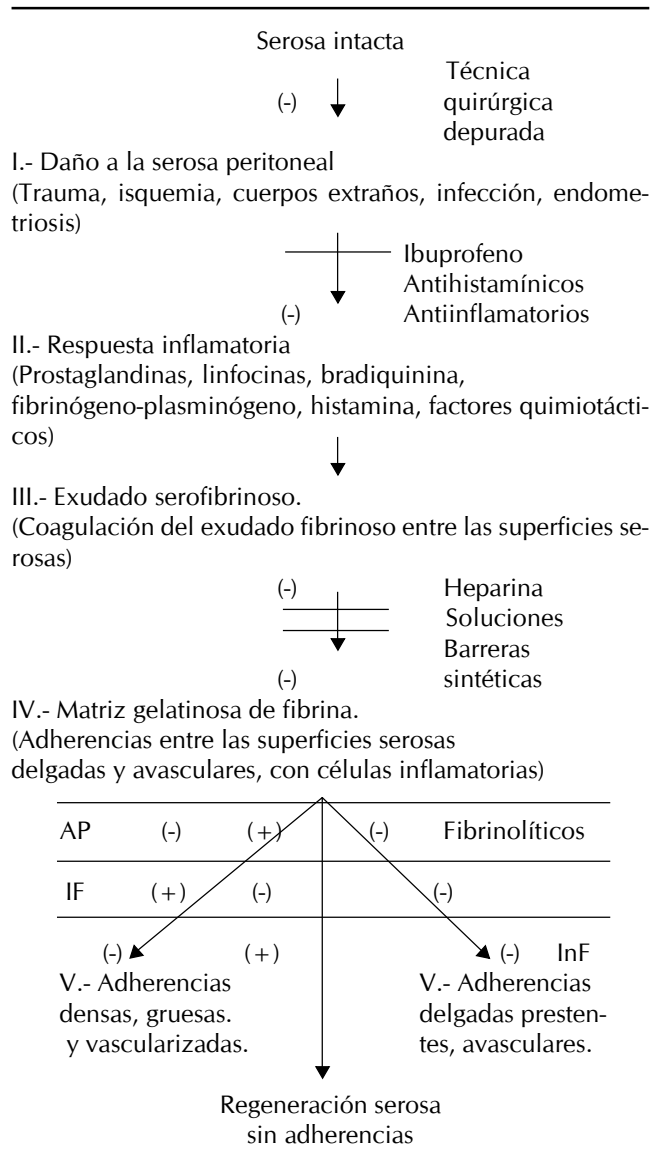 Serosa intacta
Técnica
(-) quirúrgica
depurada
I.- Daño a la serosa peritoneal
(Trauma, isquemia, cuerpos extraños, infección, endome-
triosis)
Ibuprofeno
Antihistamínicos
(-) Antiinflamatorios
II.- Respuesta inflamatoria
(Prostaglandinas, linfocinas, bradiquinina,
fibrinógeno-plasminógeno, histamina, factores quimiotácti-
cos)
III.- Exudado serofibrinoso.
(Coagulación del exudado fibrinoso entre las superficies se-
rosas)
(-) Heparina
Soluciones
Barreras
(-) sintéticas
IV.- Matriz gelatinosa de fibrina.
(Adherencias entre las superficies serosas
delgadas y avasculares, con células inflamatorias)
AP (-) (+) (-) Fibrinolíticos
IF (+) (-) (-)
(-) (+) (-) InF
V.- Adherencias
densas, gruesas.
y vascularizadas.
V.- Adherencias
delgadas presten-
tes, avasculares.
Regeneración serosa
sin adherencias